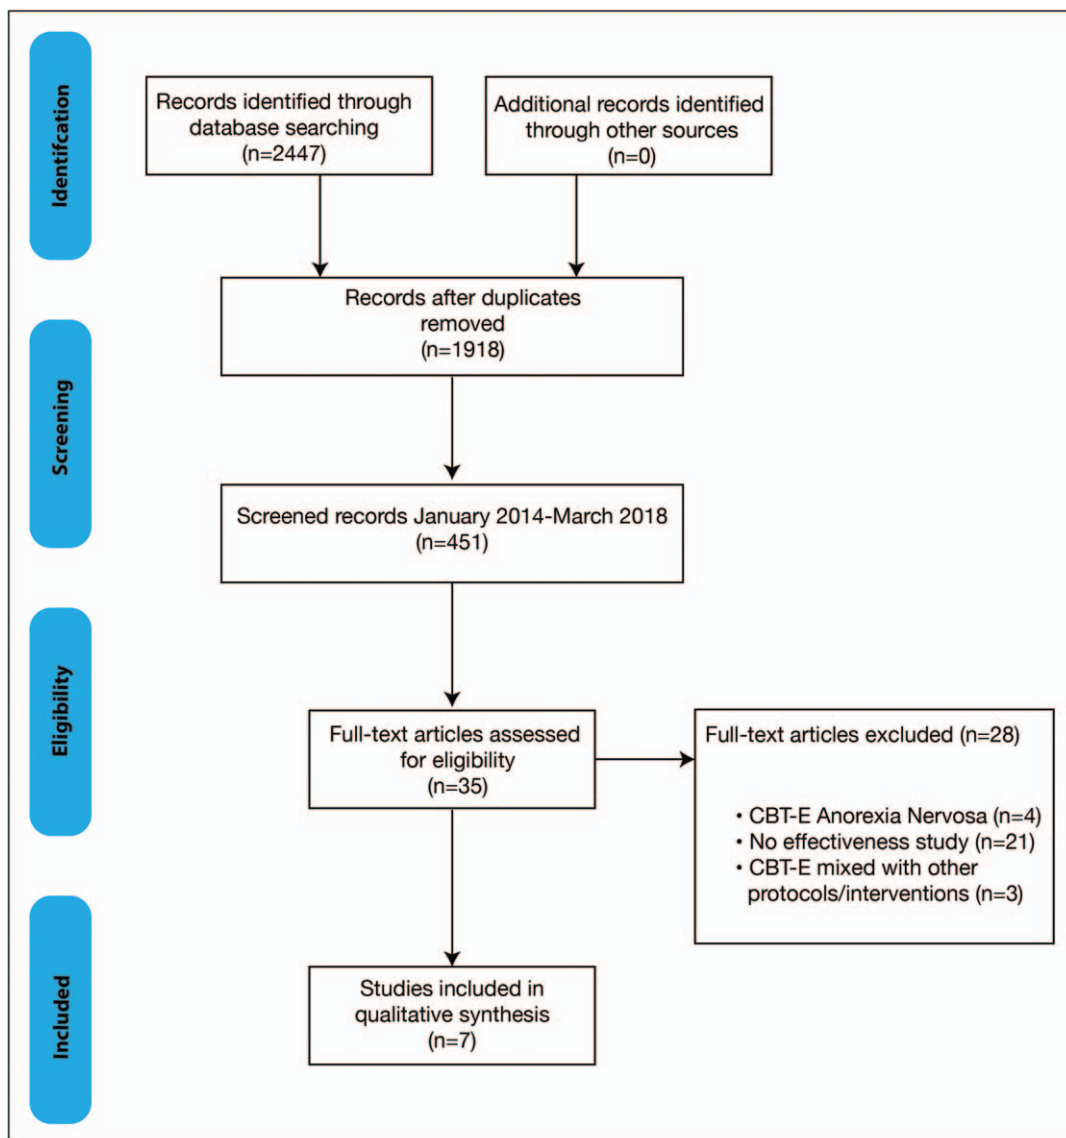 Identifcation
Records identified through
database searching
(n=2447)
Additional records identified
through other sources
(n=0)
Records after duplicates
removed
(n=1918)
Screening
Screened records January 2014-March 2018
(n=451)
Eligibility
Full-text articles assessed
for eligibility
(n=35)
Full-text articles excluded (n=28)
• CBT-E Anorexia Nervosa (n=4)
• No effectiveness study (n=21)
• CBT-E mixed with other
protocols/interventions (n=3)
Included
Studies included in
qualitative synthesis
(n=7)